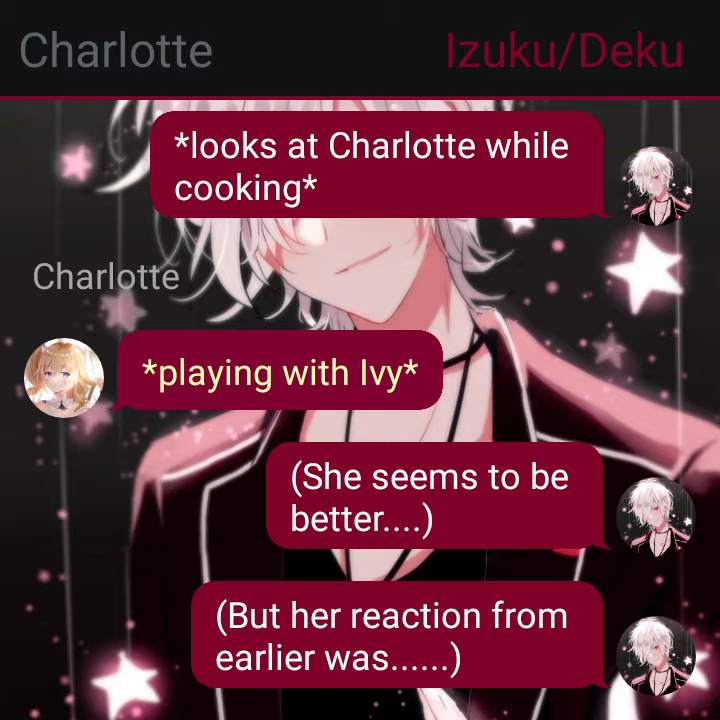 Charlotte
Izuku/Deku
*looks at Charlotte while
cooking*
Charlotte
*playing with Ivy*
(She seems to be
better....)
(But her reaction from
earlier was......)